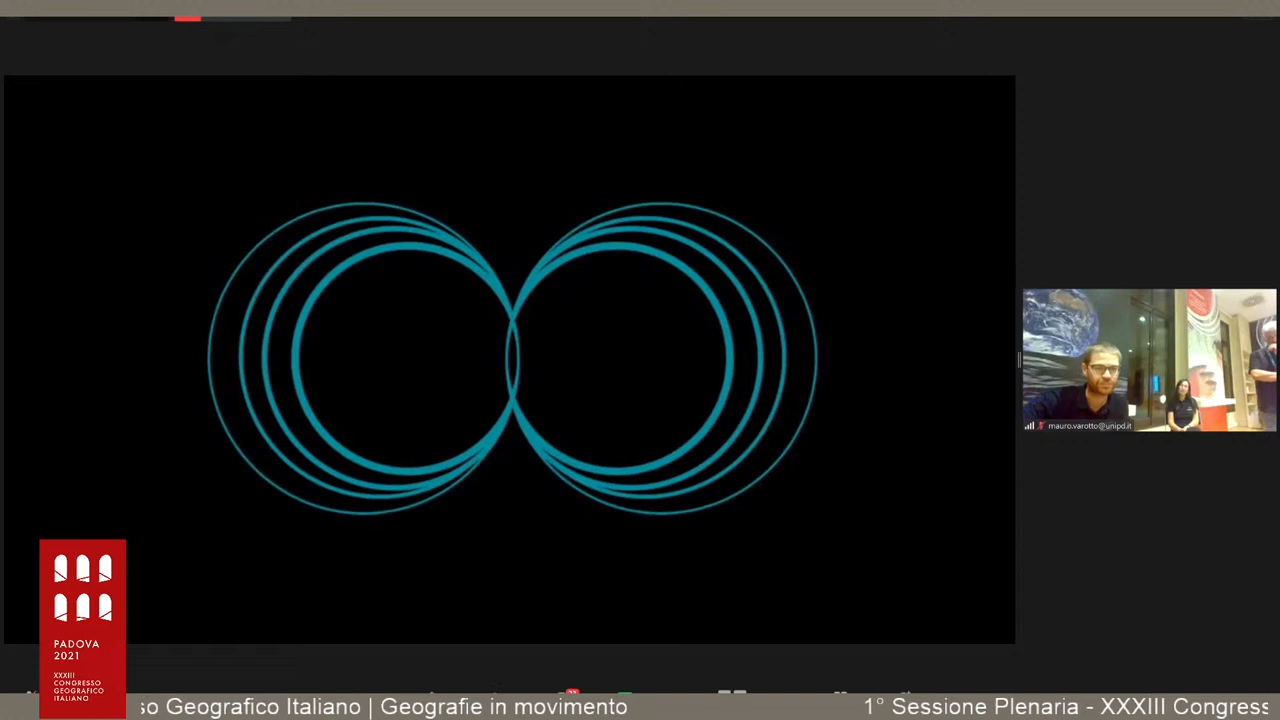 mauro.varotto@unipd.it
PADOVA
2021
XXXIII
CONGRESSO
GEOGRAFICO
ITALIANO
so Geografico Italiano | Geografie in movimento 1° Sessione Plenaria - XXXIII Congress